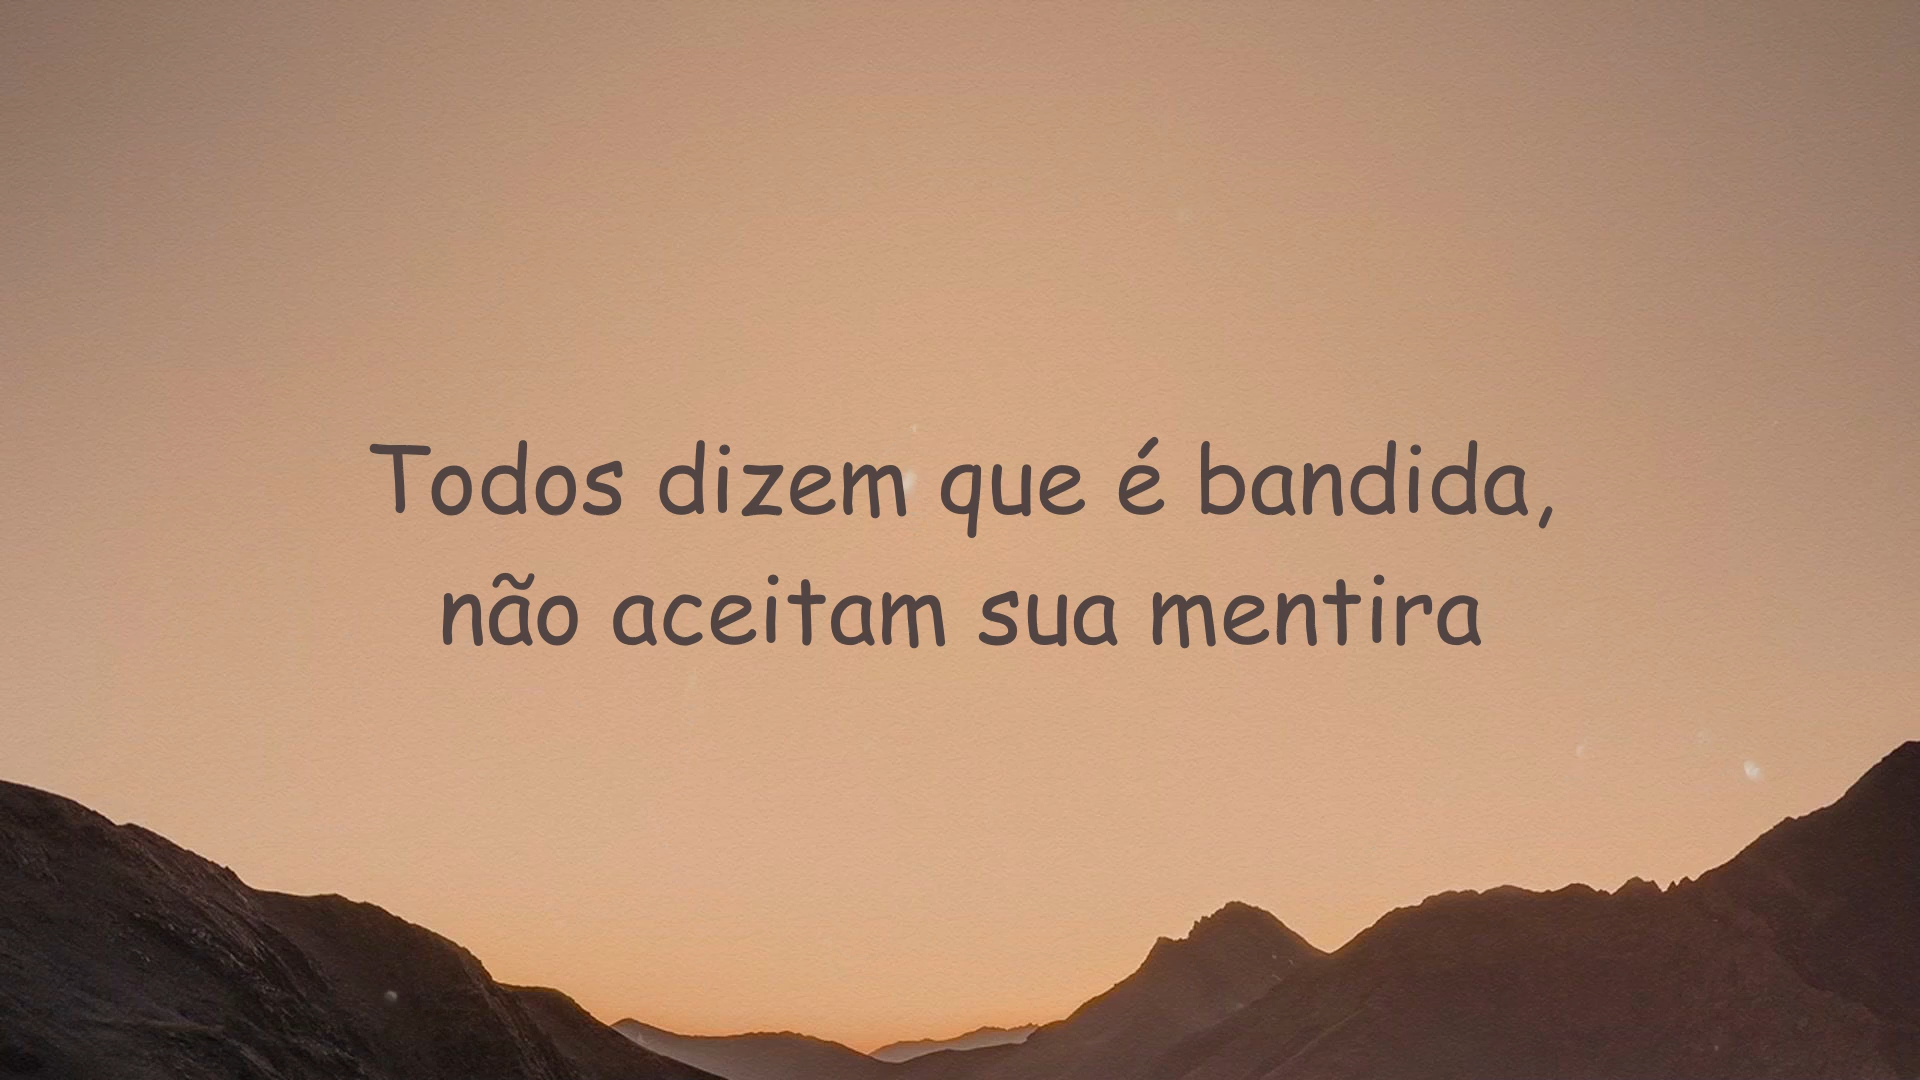 Todos dizem que é bandida,
não aceitam sua mentira